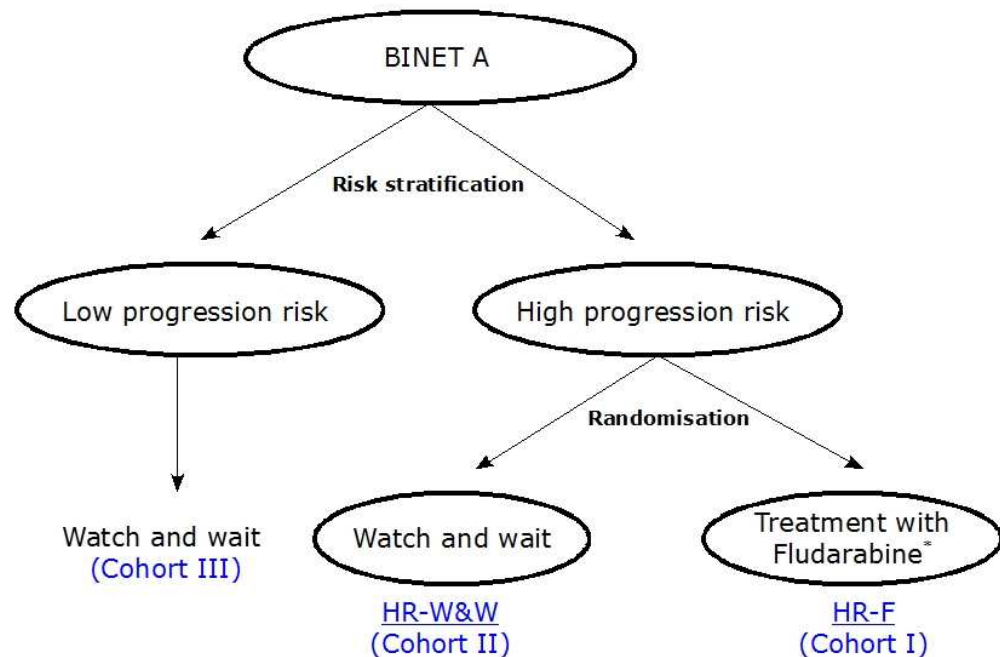 BINET A
Risk stratification
Low progression risk
High progression risk
Randomisation
Watch and wait
(Cohort III)
Watch and wait
HR-W&W
(Cohort II)
Treatment with
Fludarabine*
HR-F
(Cohort I)